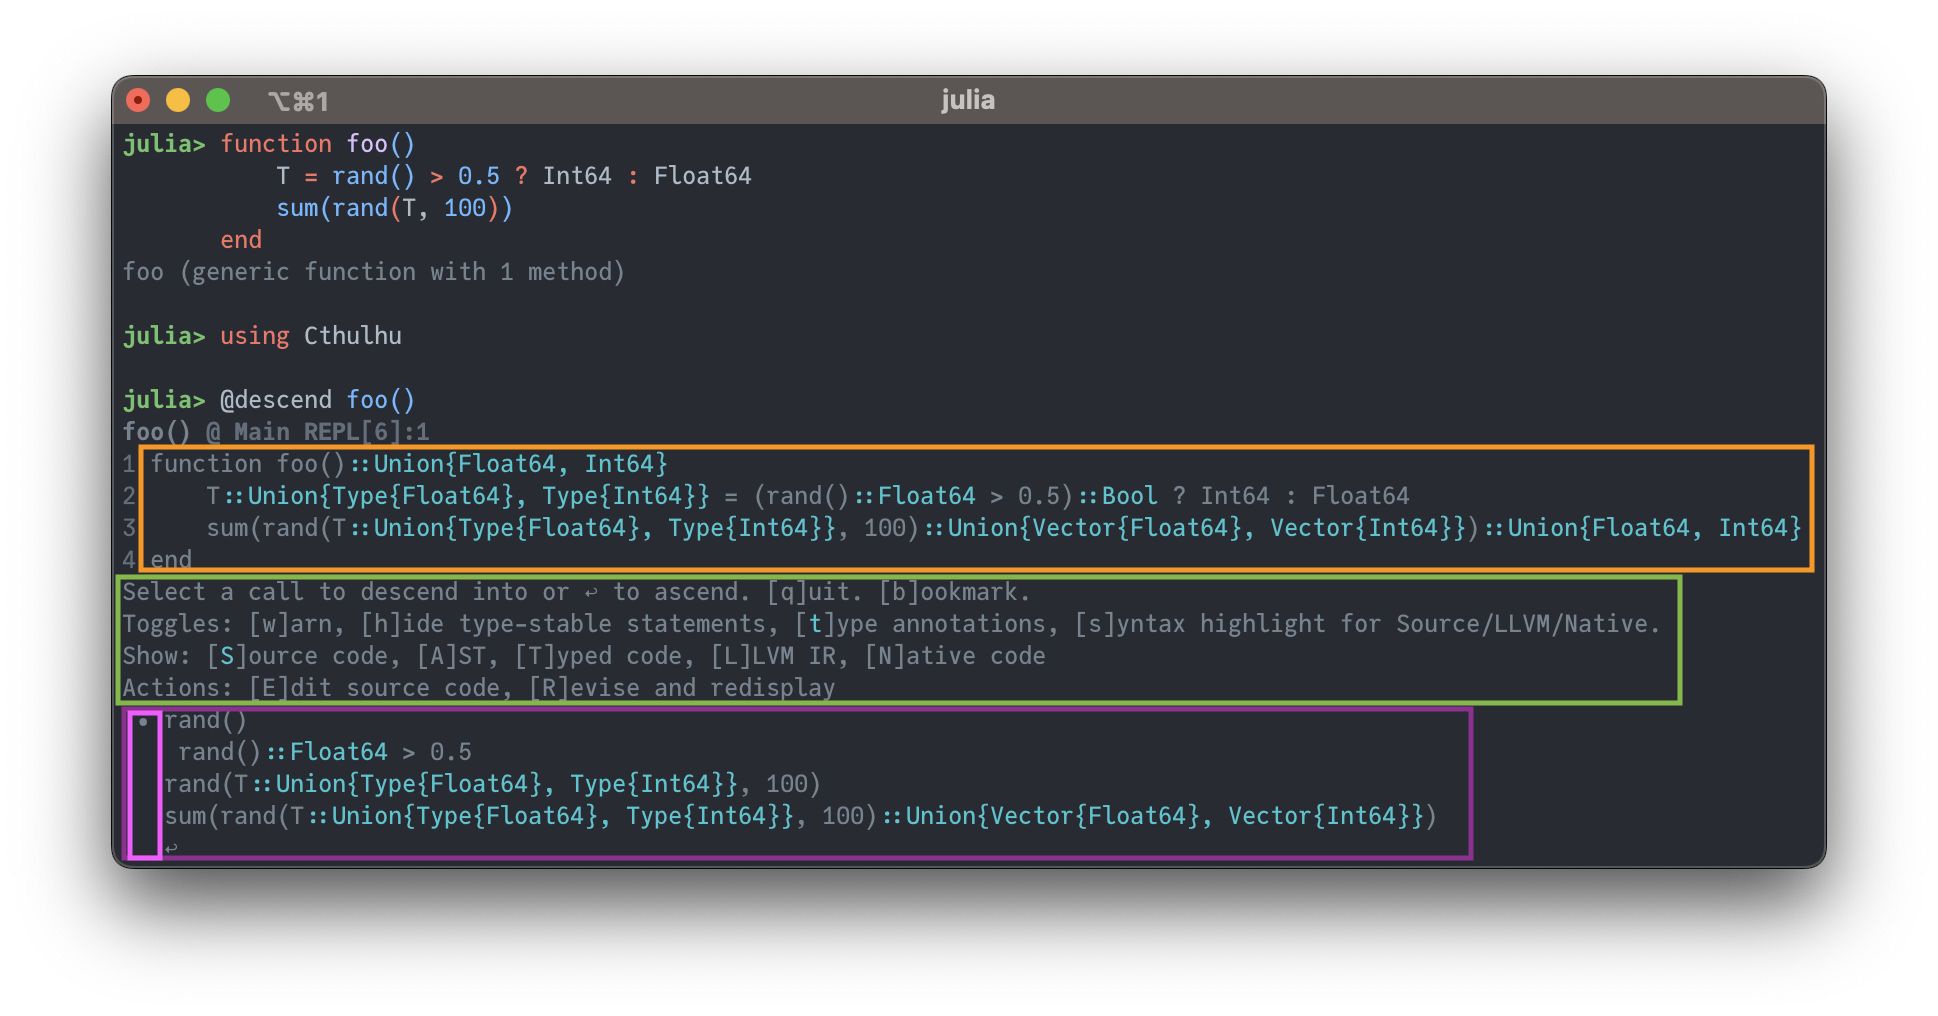 ⌥⌘1 julia
julia> function foo()
T = rand() > 0.5 ? Int64 : Float64
sum(rand(T, 100))
end
foo (generic function with 1 method)
julia> using Cthulhu
julia> @descend foo()
foo() @ Main REPL[6]:1
1 function foo()::Union{Float64, Int64}
2 T::Union{Type{Float64}, Type{Int64}} = (rand()::Float64 > 0.5)::Bool ? Int64 : Float64
3 sum(rand(T::Union{Type{Float64}, Type{Int64}}, 100)::Union{Vector{Float64}, Vector{Int64}})::Union{Float64, Int64}
4 end
Select a call to descend into or ↩ to ascend. [q]uit. [b]ookmark.
Toggles: [w]arn, [h]ide type-stable statements, [t]ype annotations, [s]yntax highlight for Source/LLVM/Native.
Show: [S]ource code, [A]ST, [T]yped code, [L]LVM IR, [N]ative code
Actions: [E]dit source code, [R]evise and redisplay
• rand()
rand()::Float64 > 0.5
rand(T::Union{Type{Float64}, Type{Int64}}, 100)
sum(rand(T::Union{Type{Float64}, Type{Int64}}, 100)::Union{Vector{Float64}, Vector{Int64}})
↩